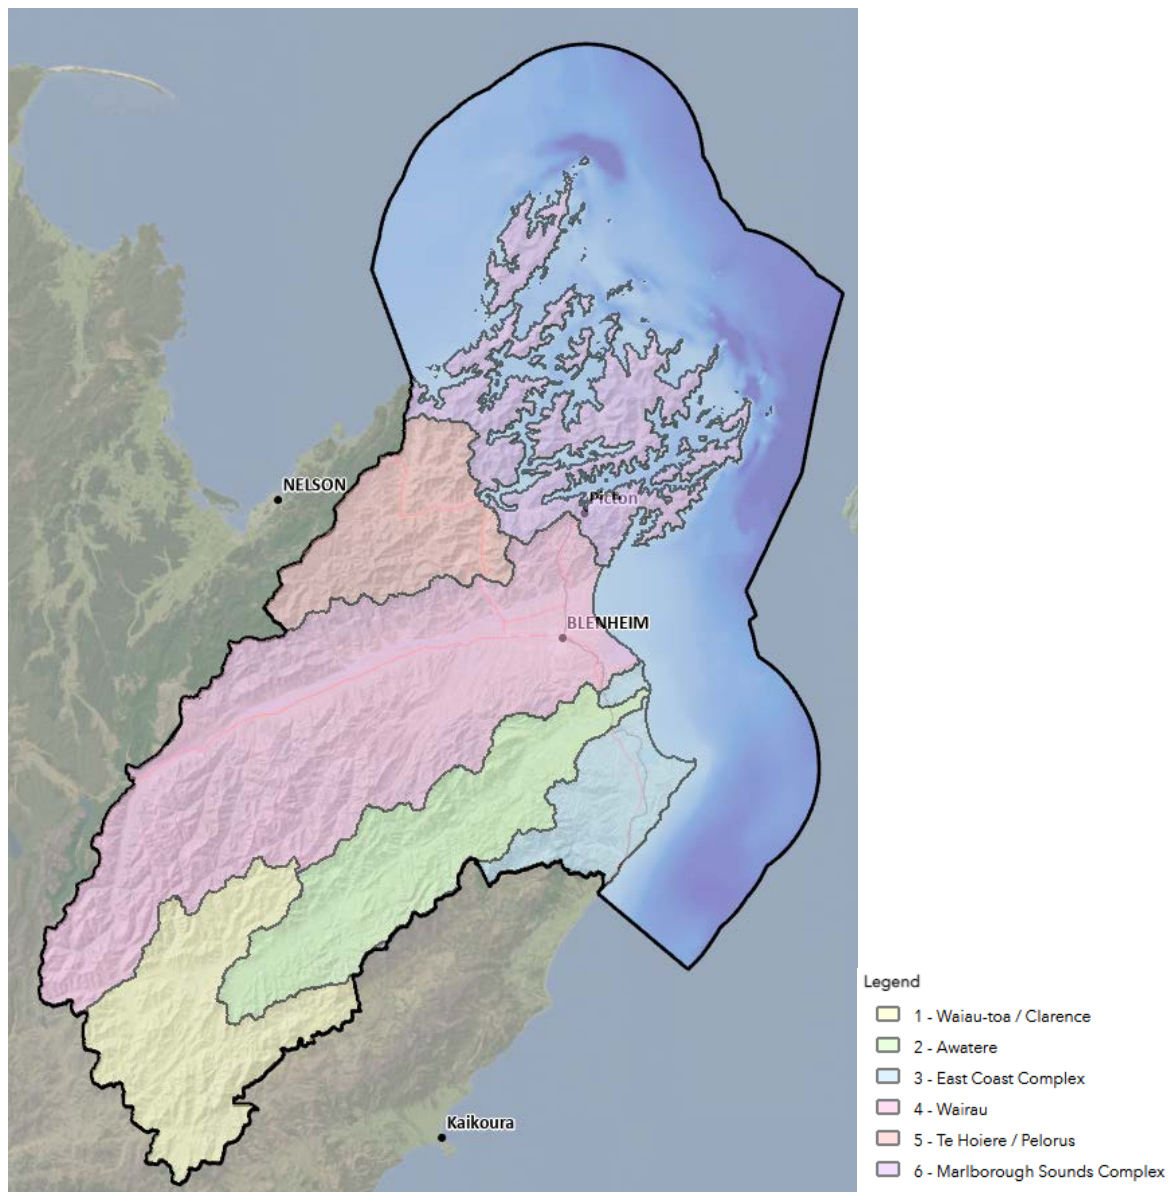 NELSON
Picton
BLENHEIM
Kaikoura
Legend
1 - Waiau-toa / Clarence
2 - Awatere
3 - East Coast Complex
4 - Wairau
5 - Te Hoiere / Pelorus
6 - Marlborough Sounds Complex